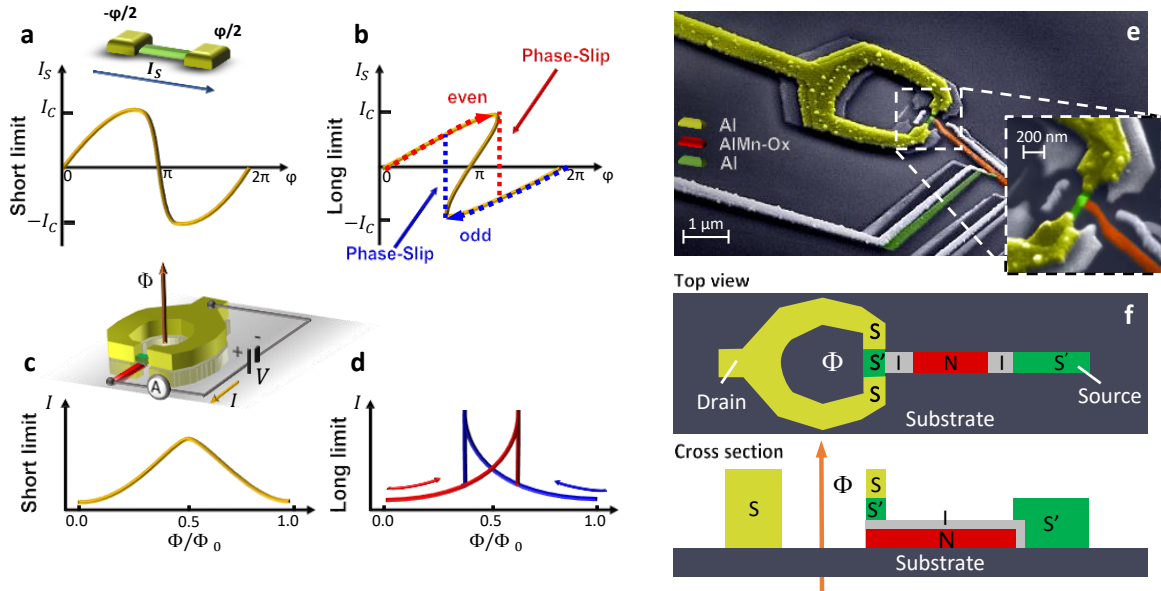 a
-φ/2
φ/2
I_S
I_S
I_C
0
π
2π
φ
−I_C
Short limit
b
I_S
Phase-Slip
I_C
even
0
π
2π
φ
−I_C
odd
Phase-Slip
Long limit
c
Φ
+
-
V
A
I
I
Short limit
0.0
0.5
1.0
Φ/Φ₀
d
I
Long limit
0.0
0.5
1.0
Φ/Φ₀
e
Al
AlMn-Ox
Al
1 μm
200 nm
Top view
f
S
Φ
S'
I
N
I
S'
S
Drain
Source
Substrate
Cross section
Φ
S
S
S'
I
N
S'
Substrate